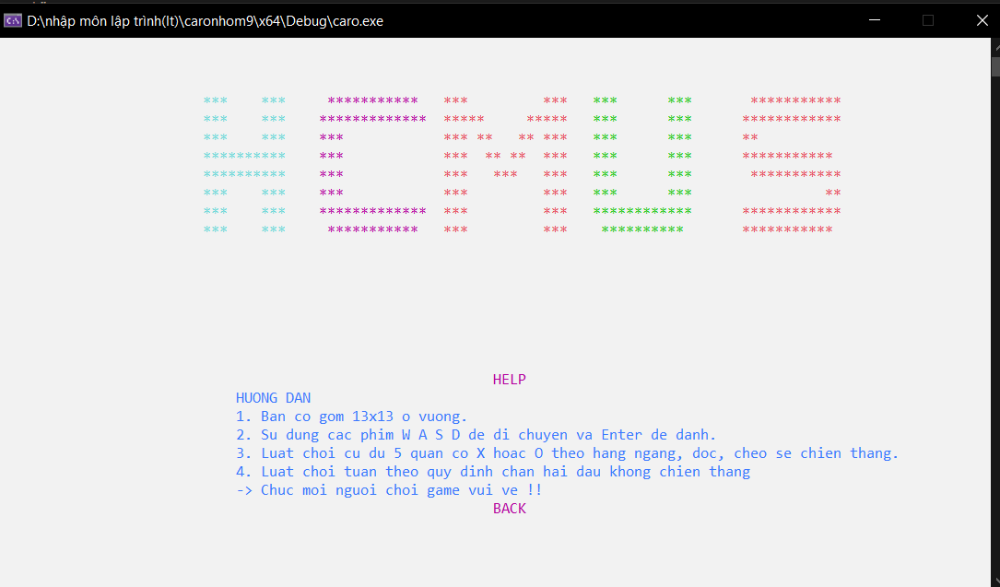 D:\nhập môn lập trình(lt)\caronhom9\x64\Debug\caro.exe
HCMUS
HELP
HUONG DAN
1. Ban co gom 13x13 o vuong.
2. Su dung cac phim W A S D de di chuyen va Enter de danh.
3. Luat choi cu du 5 quan co X hoac O theo hang ngang, doc, cheo se chien thang.
4. Luat choi tuan theo quy dinh chan hai dau khong chien thang
-> Chuc moi nguoi choi game vui ve !!
BACK